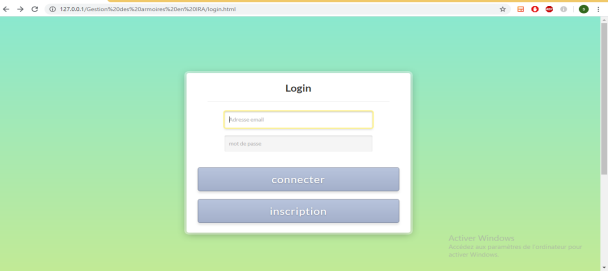 127.0.0.1/Gestion%20des%20armoires%20en%20IRA/login.html
Login
Adresse email
mot de passe
connecter
inscription
Activer Windows
Accédez aux paramètres de l'ordinateur pour
activer Windows.